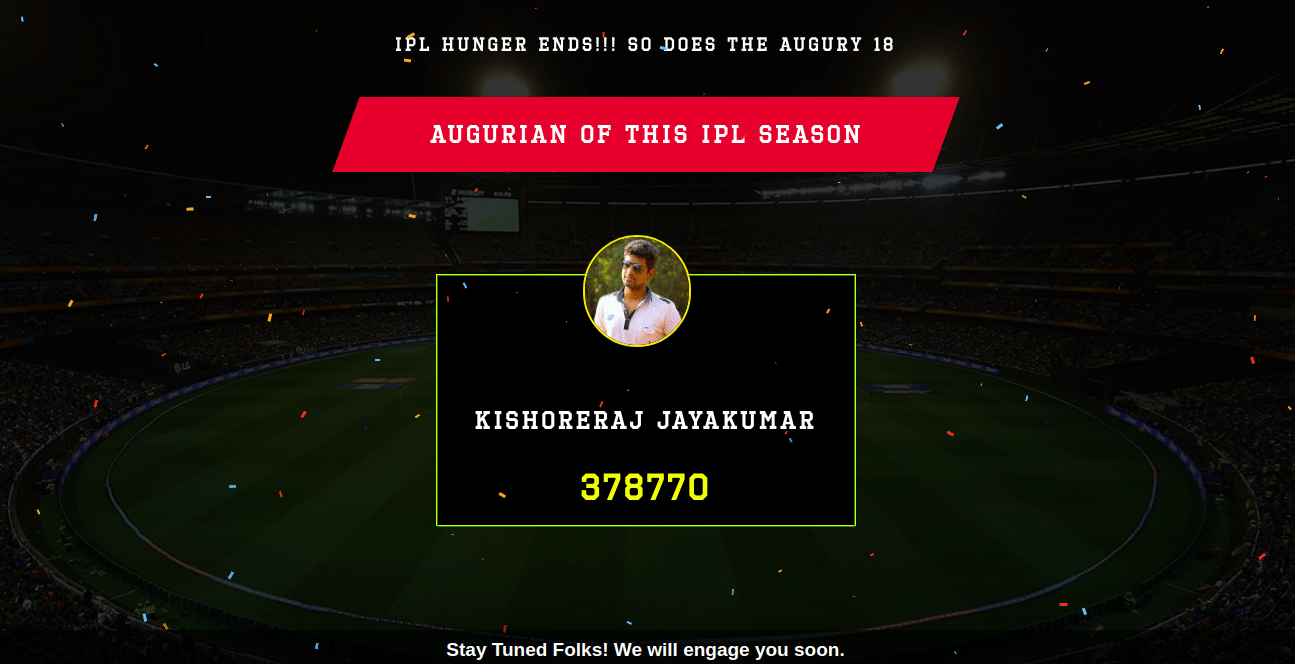 IPL HUNGER ENDS!!! SO DOES THE AUGURY 18
AUGURIAN OF THIS IPL SEASON
KISHORERAJ JAYAKUMAR
378770
LG
Stay Tuned Folks! We will engage you soon.